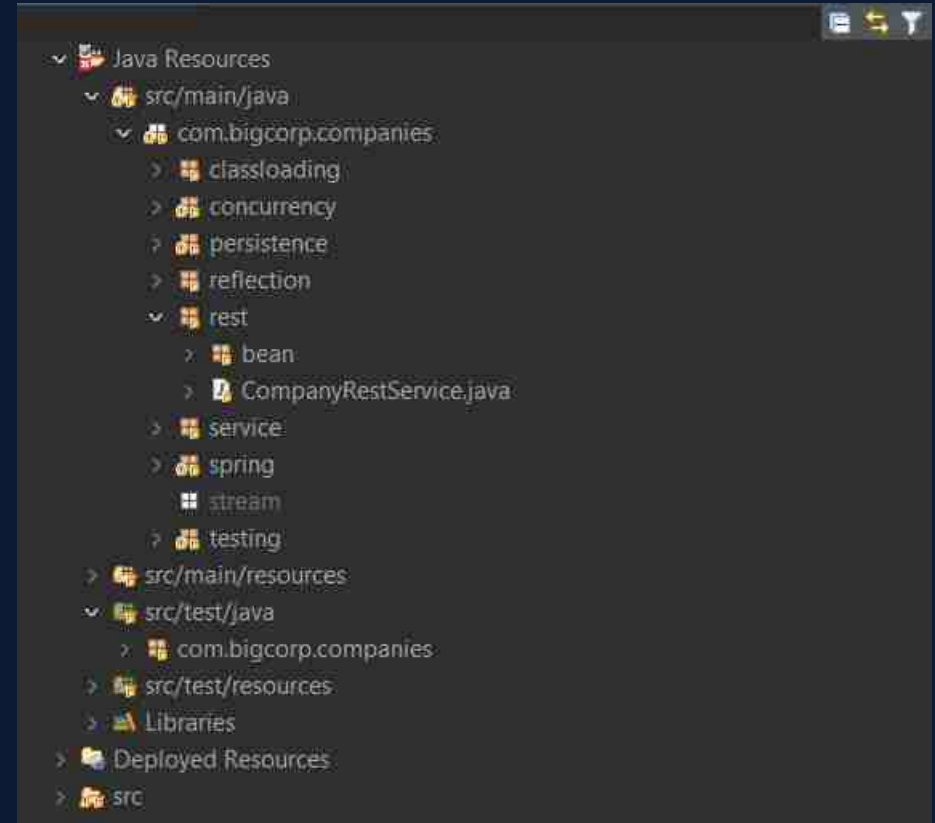 Java Resources
src/main/java
com.bigcorp.companies
classloading
concurrency
persistence
reflection
rest
bean
CompanyRestService.java
service
spring
stream
testing
src/main/resources
src/test/java
com.bigcorp.companies
src/test/resources
Libraries
Deployed Resources
src